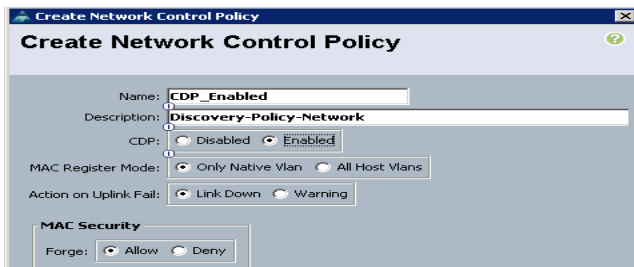 Create Network Control Policy
Create Network Control Policy
Name: CDP_Enabled
Description: Discovery-Policy-Network
CDP: Disabled Enabled
MAC Register Mode: Only Native Vlan All Host Vlans
Action on Uplink Fail: Link Down Warning
MAC Security
Forge: Allow Deny